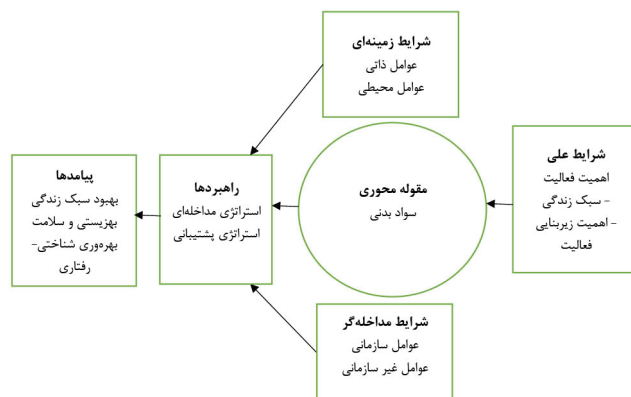 شرایط زمینه‌ای
عوامل ذاتی
عوامل محیطی
شرایط علی
اهمیت فعالیت
- سبک زندگی
- اهمیت زیربنایی
فعالیت
مقوله محوری
سواد بدنی
راهبردها
استراتژی مداخله‌ای
استراتژی پشتیبانی
پیامدها
بهبود سبک زندگی
بهزیستی و سلامت
بهره‌وری شناختی-
رفتاری
شرایط مداخله‌گر
عوامل سازمانی
عوامل غیر سازمانی